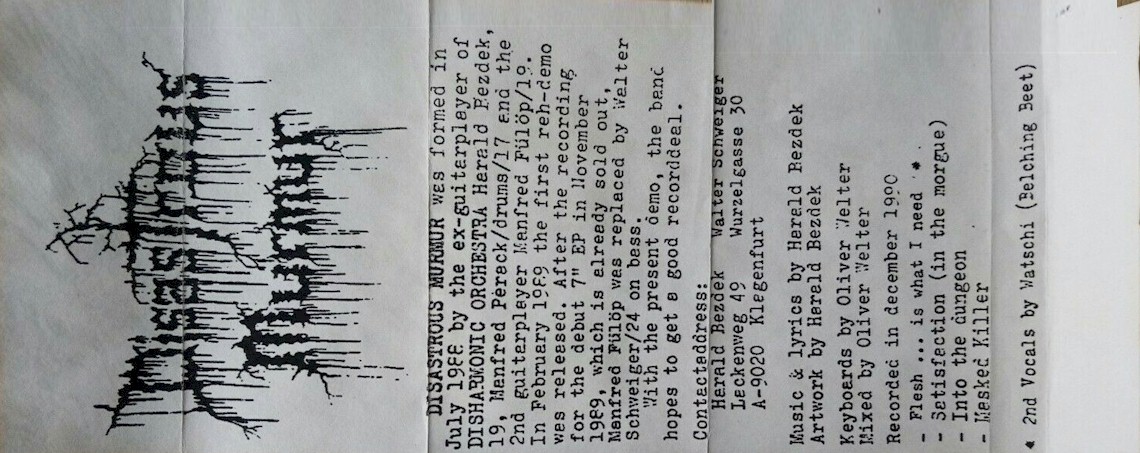 Disastrous
Murmur
DISASTROUS MURMUR was formed in
July 1988 by the ex-guitarplayer of
DISHARMONIC ORCHESTRA Harald Bezdek,
19, Manfred Perack/drums/17 and the
2nd guitarplayer Manfred Fülöp/19.
In February 1989 the first reh-demo
was released. After the recording
for the debut 7" EP in November
1989, which is already sold out,
Manfred Fülöp was replaced by Walter
Schweiger/24 on bass.
With the present demo, the band
hopes to get a good recorddeal.
Contactaddress:
Harald Bezdek Walter Schweiger
Leckenweg 49 Wurzelgasse 30
A-9020 Klagenfurt
Music & lyrics by Harald Bezdek
Artwork by Harald Bezdek
Keyboards by Oliver Welter
Mixed by Oliver Welter
Recorded in december 1990
- Flesh ... is what I need *
- Satisfaction (in the morgue)
- Into the dungeon
- Masked Killer
* 2nd Vocals by Watschi (Belching Beet)